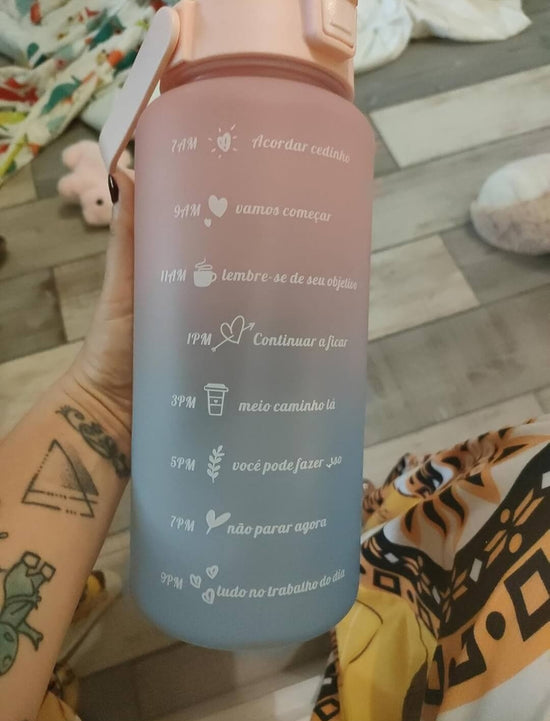 7AM Acordar cedinho
9AM vamos começar
11AM lembre-se de seu objetivo
1PM Continuar a ficar
3PM meio caminho lá
5PM você pode fazer
7PM não parar agora
9PM tudo no trabalho do dia